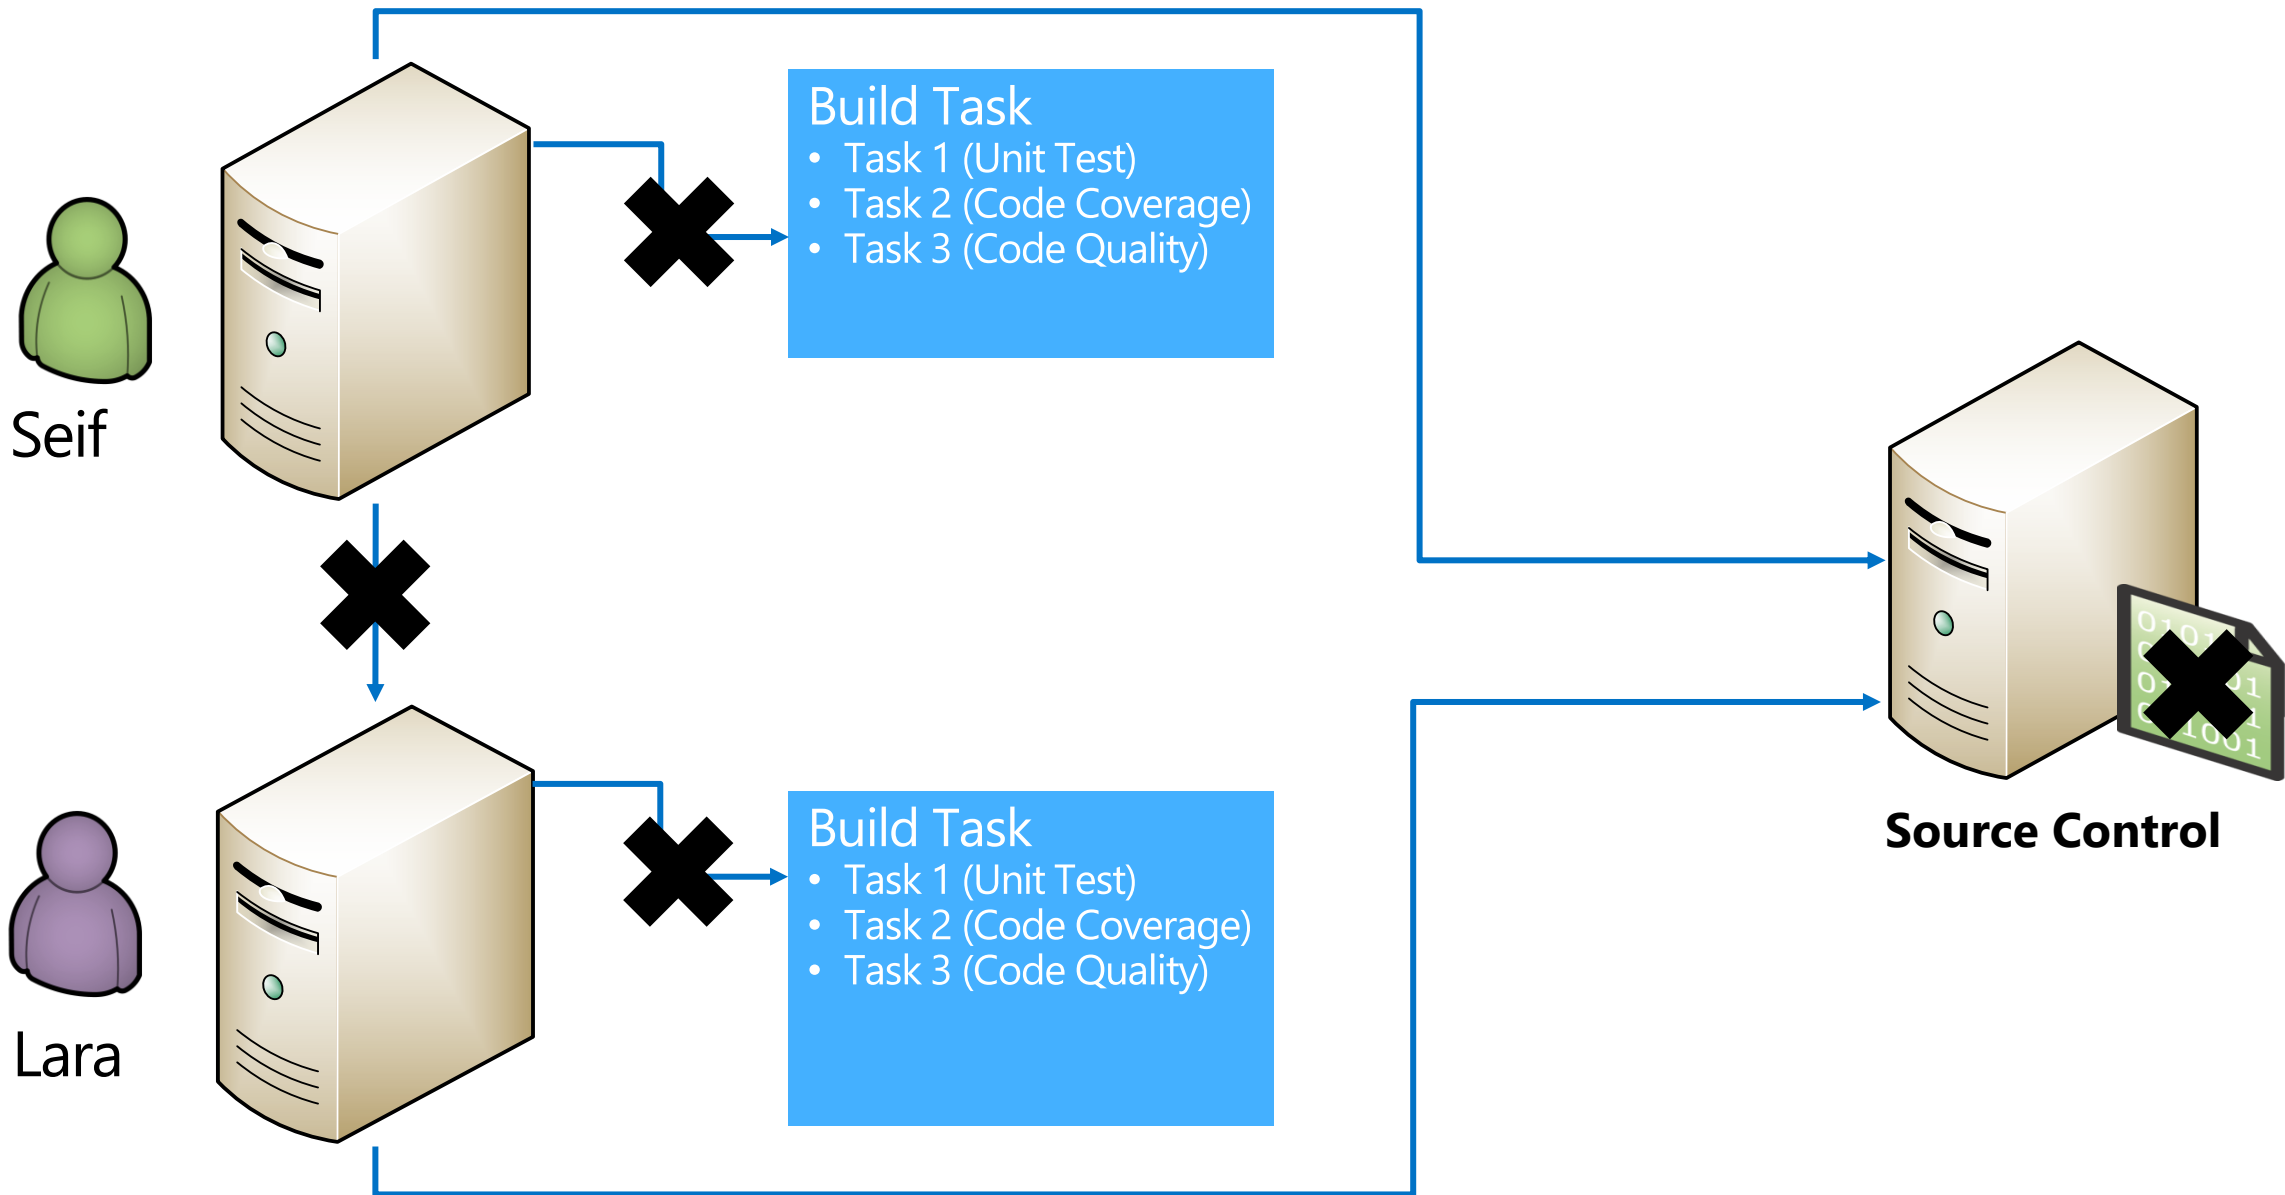 Build Task
• Task 1 (Unit Test)
• Task 2 (Code Coverage)
• Task 3 (Code Quality)
Seif
Source Control
Build Task
• Task 1 (Unit Test)
• Task 2 (Code Coverage)
• Task 3 (Code Quality)
Lara